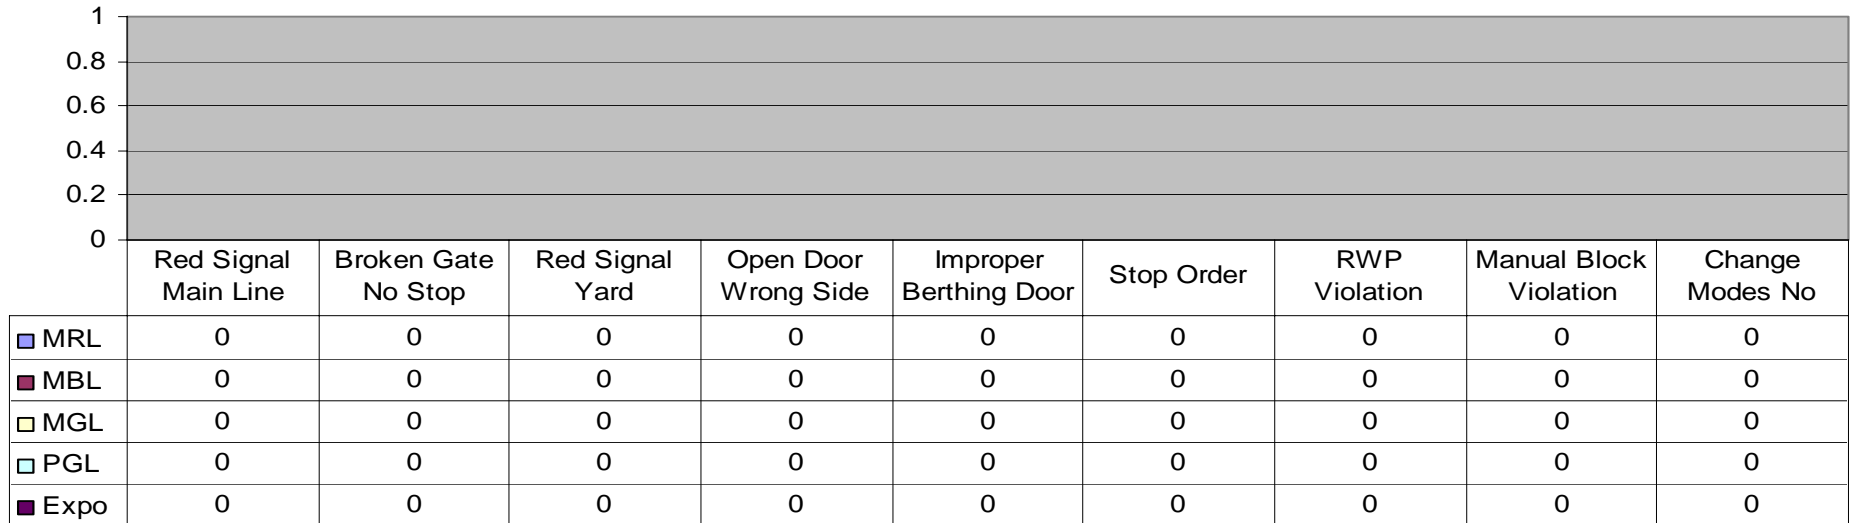 1
0.8
0.6
0.4
0.2
0
Red Signal Main Line Broken Gate No Stop Red Signal Yard Open Door Wrong Side Improper Berthing Door Stop Order RWP Violation Manual Block Violation Change Modes No
MRL 0 0 0 0 0 0 0 0 0
MBL 0 0 0 0 0 0 0 0 0
MGL 0 0 0 0 0 0 0 0 0
PGL 0 0 0 0 0 0 0 0 0
Expo 0 0 0 0 0 0 0 0 0